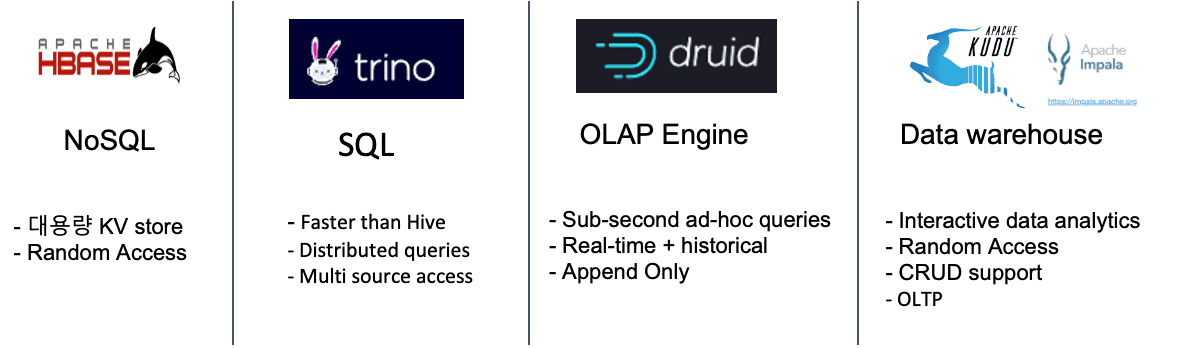 APACHE
HBASE
NoSQL
- 대용량 KV store
- Random Access
trino
SQL
- Faster than Hive
- Distributed queries
- Multi source access
druid
OLAP Engine
- Sub-second ad-hoc queries
- Real-time + historical
- Append Only
APACHE
KUDU
Apache
Impala
https://impala.apache.org
Data warehouse
- Interactive data analytics
- Random Access
- CRUD support
- OLTP